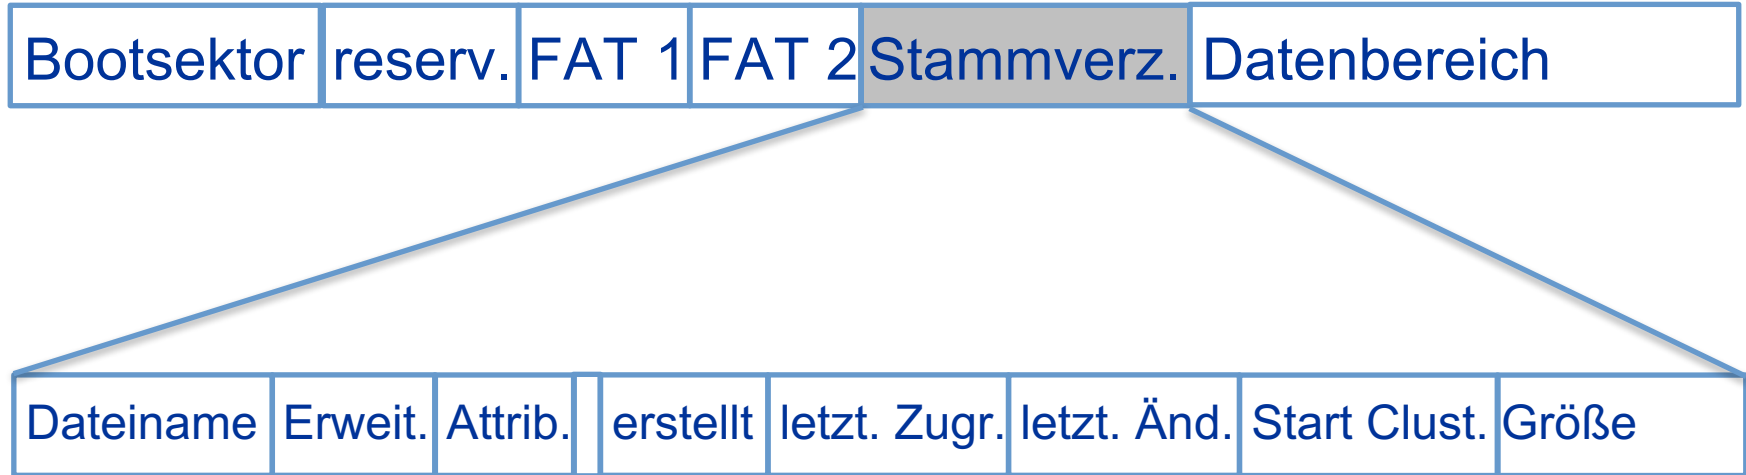 Bootsektor reserv. FAT 1 FAT 2 Stammverz. Datenbereich
Dateiname Erweit. Attrib. erstellt letzt. Zugr. letzt. Änd. Start Clust. Größe